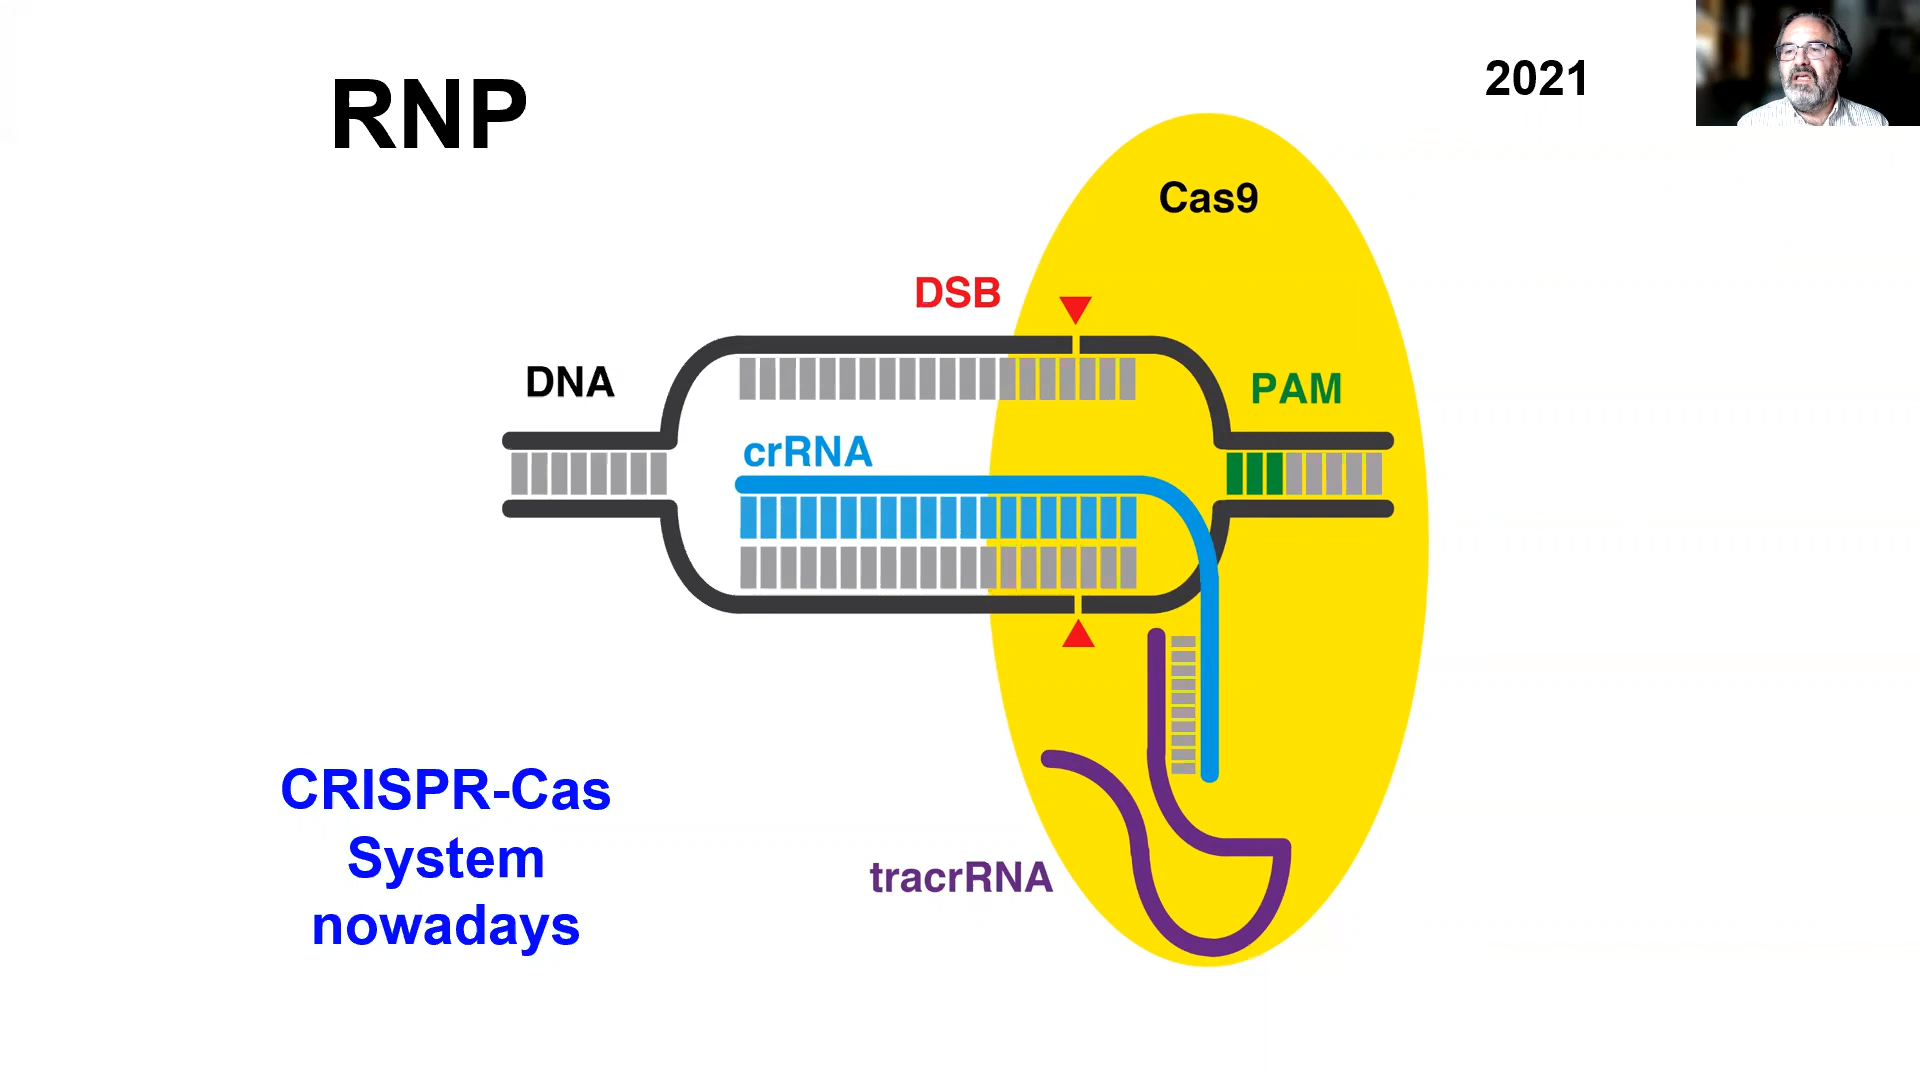 RNP
2021
Cas9
DSB
DNA
PAM
crRNA
CRISPR-Cas
System
nowadays
tracrRNA